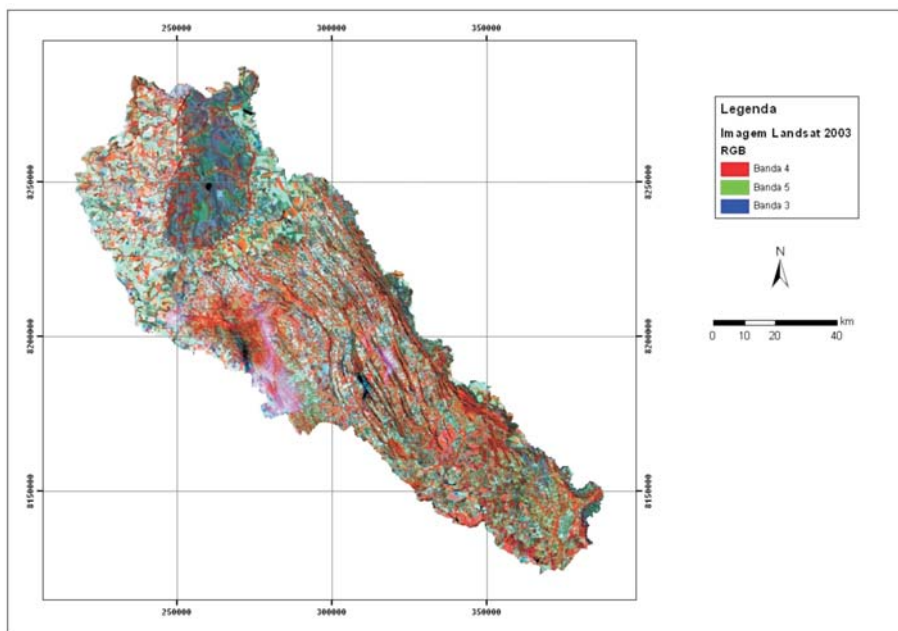 250000 300000 350000
8250000 8250000
8200000 8200000
8150000 8150000
250000 300000 350000
Legenda
Imagem Landsat 2003
RGB
Banda 4
Banda 5
Banda 3
N
km
0 10 20 40